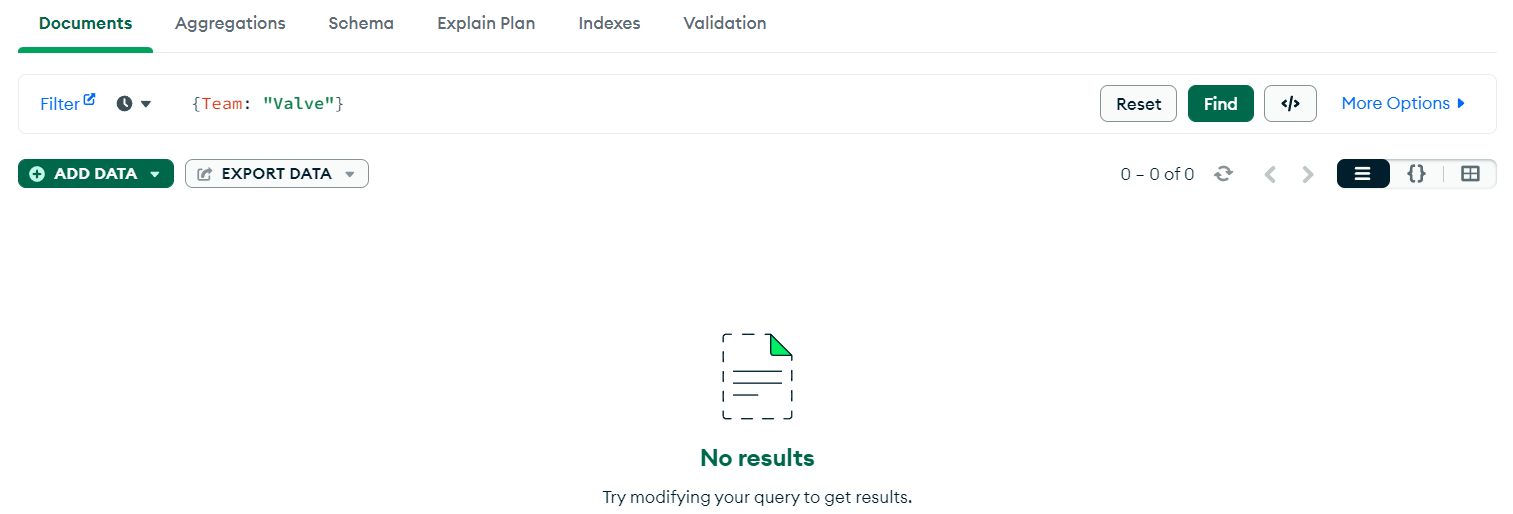 Documents Aggregations Schema Explain Plan Indexes Validation
Filter {Team: "Valve"} Reset Find </> More Options
ADD DATA EXPORT DATA 0 – 0 of 0 {}
No results
Try modifying your query to get results.